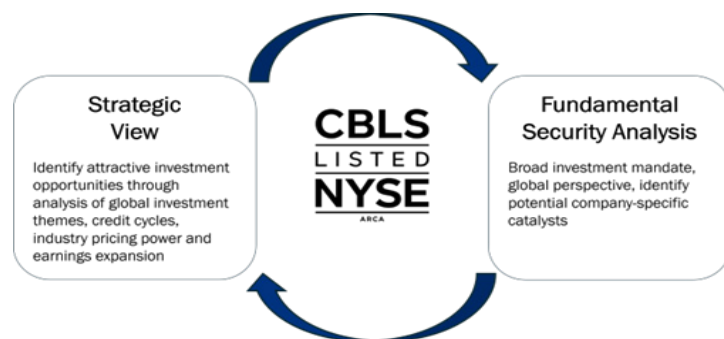 Strategic
View
Identify attractive investment
opportunities through
analysis of global investment
themes, credit cycles,
industry pricing power and
earnings expansion
CBLS
LISTED
NYSE
ARCA
Fundamental
Security Analysis
Broad investment mandate,
global perspective, identify
potential company-specific
catalysts